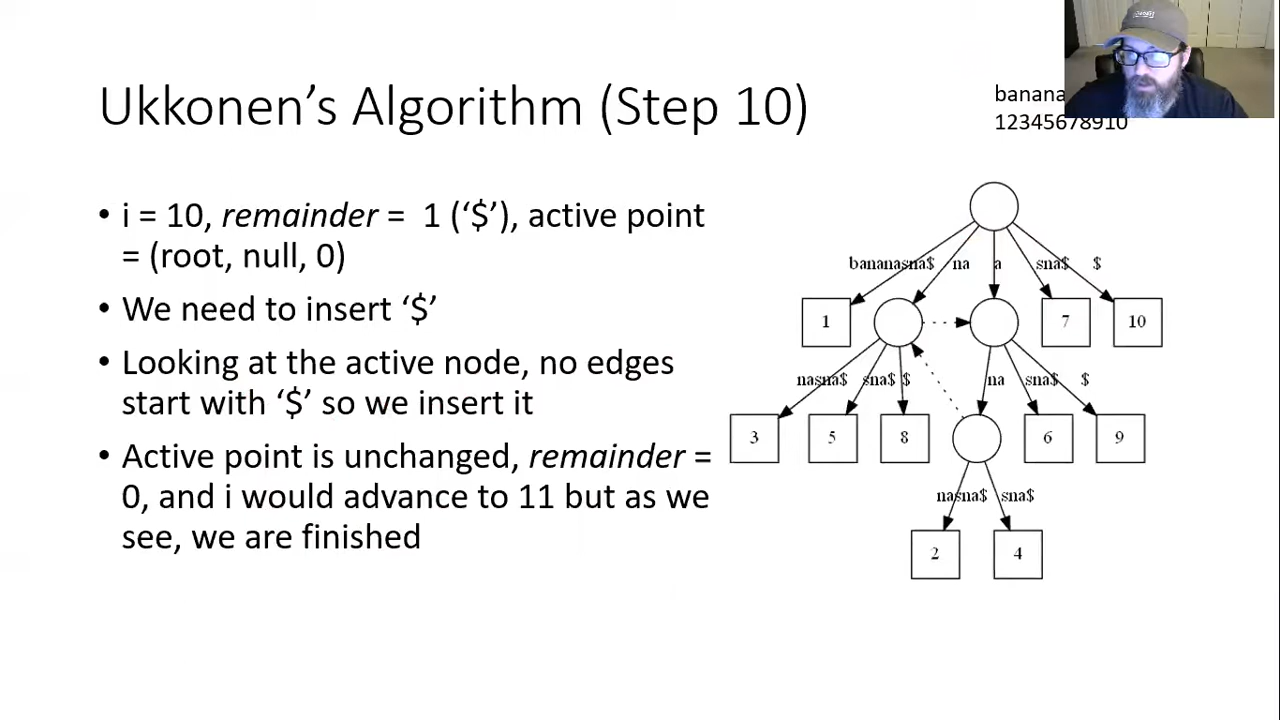 Ukkonen's Algorithm (Step 10)
banana
12345678910
• i = 10, remainder = 1 ('$'), active point
= (root, null, 0)
• We need to insert '$'
• Looking at the active node, no edges
start with '$' so we insert it
• Active point is unchanged, remainder =
0, and i would advance to 11 but as we
see, we are finished
bananasna$ na a sna$ $
1 7 10
nasna$ sna$ $ na sna$ $
3 5 8 6 9
nasna$ sna$
2 4